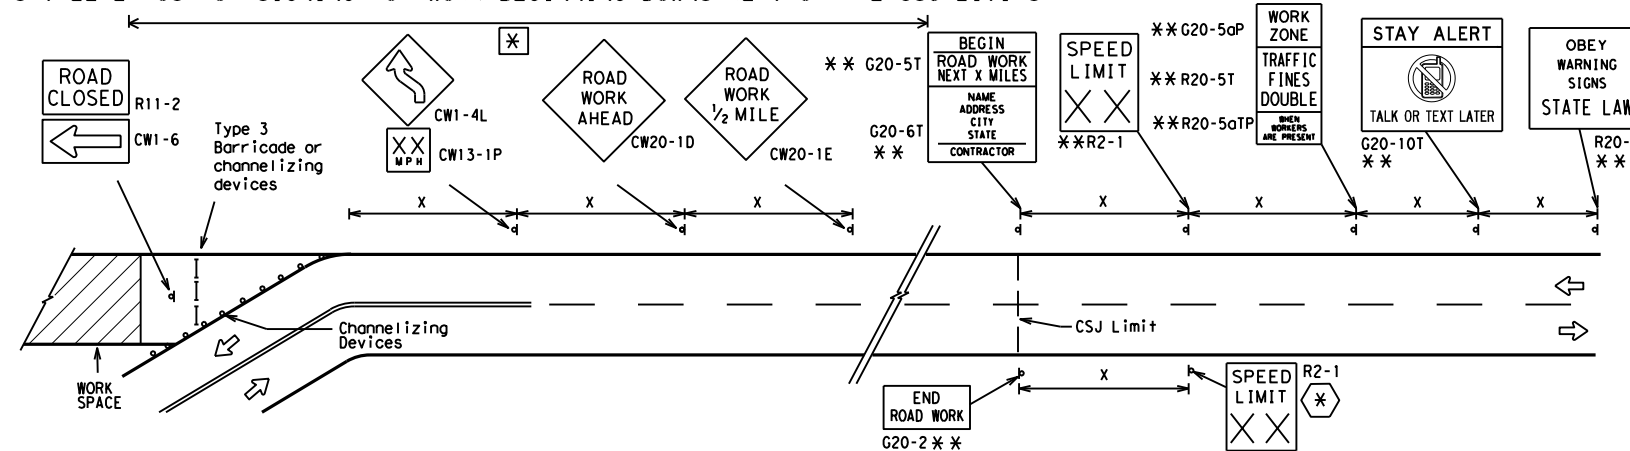 ROAD
CLOSED
R11-2
CW1-6
Type 3
Barricade or
channelizing
devices
CW1-4L
XX
MPH
CW13-1P
*
ROAD
WORK
AHEAD
CW20-1D
ROAD
WORK
1/2 MILE
CW20-1E
** G20-5T
G20-6T
**
BEGIN
ROAD WORK
NEXT X MILES
NAME
ADDRESS
CITY
STATE
CONTRACTOR
SPEED
LIMIT
XX
**R2-1
**G20-5aP
**R20-5T
**R20-5aTP
WORK
ZONE
TRAFFIC
FINES
DOUBLE
WHEN
WORKERS
ARE PRESENT
STAY ALERT
TALK OR TEXT LATER
G20-10T
**
OBEY
WARNING
SIGNS
STATE LAW
R20-
**
X
X
X
X
X
X
X
Channelizing
Devices
CSJ Limit
WORK
SPACE
END
ROAD WORK
G20-2 **
X
SPEED
LIMIT
XX
R2-1
*